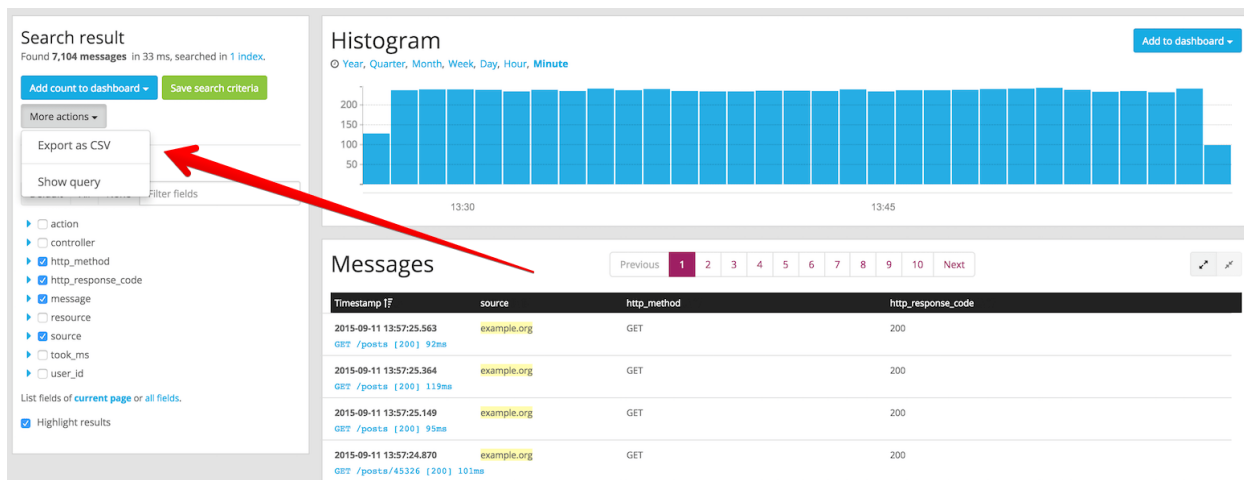 Search result
Found 7,104 messages in 33 ms, searched in 1 index.
Add count to dashboard
Save search criteria
More actions
Export as CSV
Show query
Filter fields
action
controller
http_method
http_response_code
message
resource
source
took_ms
user_id
List fields of current page or all fields.
Highlight results
Histogram
Add to dashboard
Year, Quarter, Month, Week, Day, Hour, Minute
200
150
100
50
13:30 13:45
Messages
Previous 1 2 3 4 5 6 7 8 9 10 Next
Timestamp source http_method http_response_code
2015-09-11 13:57:25.563 example.org GET 200
GET /posts [200] 92ms
2015-09-11 13:57:25.364 example.org GET 200
GET /posts [200] 119ms
2015-09-11 13:57:25.149 example.org GET 200
GET /posts [200] 95ms
2015-09-11 13:57:24.870 example.org GET 200
GET /posts/45326 [200] 101ms